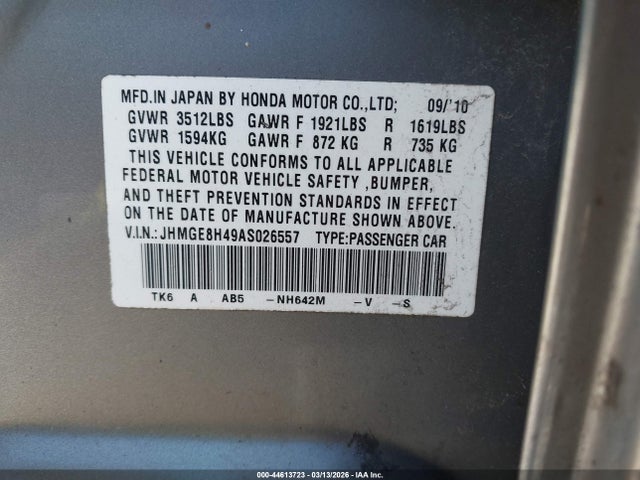 MFD.IN JAPAN BY HONDA MOTOR CO.,LTD; 09/'10
GVWR 3512LBS GAWR F 1921LBS R 1619LBS
GVWR 1594KG GAWR F 872 KG R 735 KG
THIS VEHICLE CONFORMS TO ALL APPLICABLE
FEDERAL MOTOR VEHICLE SAFETY ,BUMPER,
AND THEFT PREVENTION STANDARDS IN EFFECT
ON THE DATE OF MANUFACTURE SHOWN ABOVE.
V.I.N.: JHMGE8H49AS026557 TYPE:PASSENGER CAR
TK6 A AB5 -NH642M -V -S
000-44613723 - 03/13/2026 - IAA Inc.